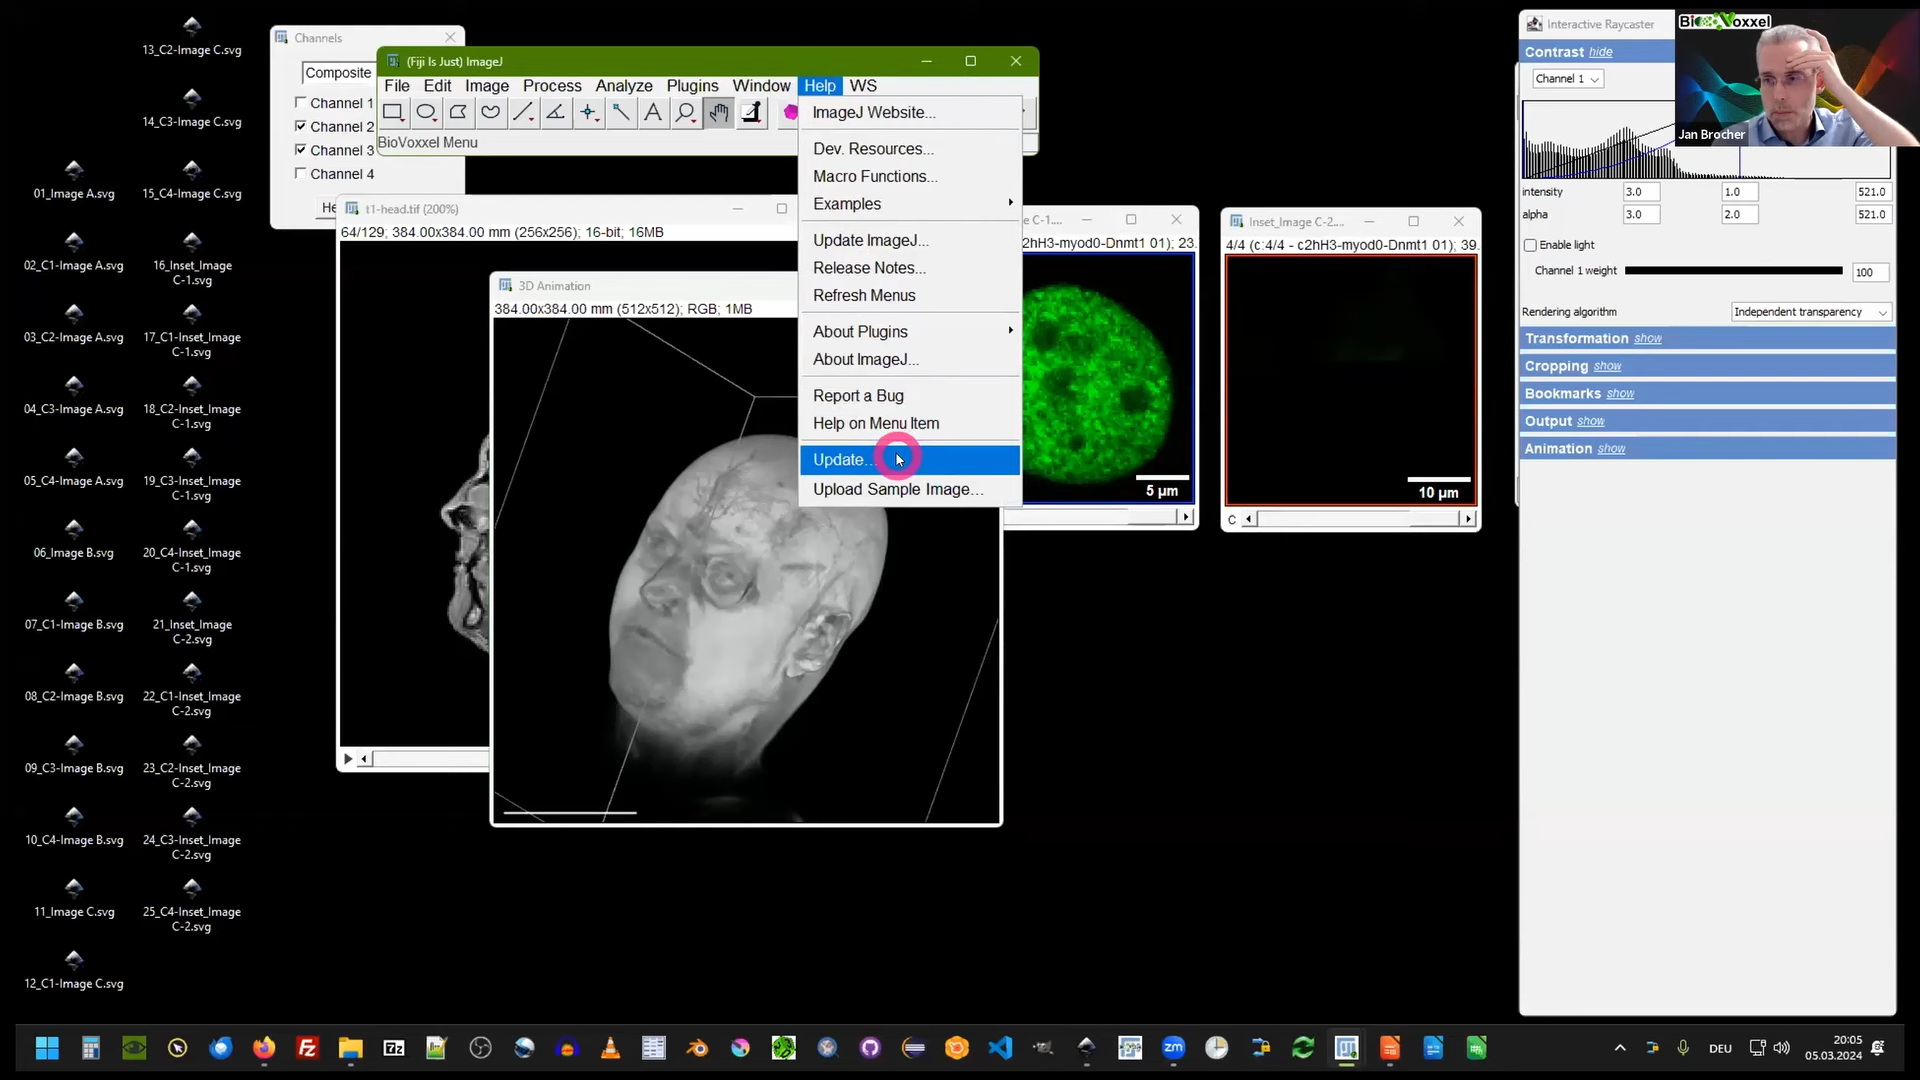 13_C2-Image C.svg
14_C3-Image C.svg
01_Image A.svg
15_C4-Image C.svg
02_C1-Image A.svg
16_Inset_Image
C-1.svg
03_C2-Image A.svg
17_C1-Inset_Image
C-1.svg
04_C3-Image A.svg
18_C2-Inset_Image
C-1.svg
05_C4-Image A.svg
19_C3-Inset_Image
C-1.svg
06_Image B.svg
20_C4-Inset_Image
C-1.svg
07_C1-Image B.svg
21_Inset_Image
C-2.svg
08_C2-Image B.svg
22_C1-Inset_Image
C-2.svg
09_C3-Image B.svg
23_C2-Inset_Image
C-2.svg
10_C4-Image B.svg
24_C3-Inset_Image
C-2.svg
11_Image C.svg
25_C4-Inset_Image
C-2.svg
12_C1-Image C.svg
Channels
Composite
Channel 1
Channel 2
Channel 3
Channel 4
He
(Fiji Is Just) ImageJ
File Edit Image Process Analyze Plugins Window Help WS
BioVoxxel Menu
ImageJ Website...
Dev. Resources...
Macro Functions...
Examples
Update ImageJ...
Release Notes...
Refresh Menus
About Plugins
About ImageJ...
Report a Bug
Help on Menu Item
Update...
Upload Sample Image...
t1-head.tif (200%)
64/129; 384.00x384.00 mm (256x256); 16-bit; 16MB
3D Animation
384.00x384.00 mm (512x512); RGB; 1MB
e C-1....
2hH3-myod0-Dnmt1 01); 23.
5 µm
Inset_Image C-2....
4/4 (c:4/4 - c2hH3-myod0-Dnmt1 01); 39.
10 µm
C
Interactive Raycaster
Contrast hide
Channel 1
intensity 3.0 1.0 521.0
alpha 3.0 2.0 521.0
Enable light
Channel 1 weight 100
Rendering algorithm Independent transparency
Transformation show
Cropping show
Bookmarks show
Output show
Animation show
BioVoxxel
Jan Brocher
FZ
7z
zm
DEU
20:05
05.03.2024